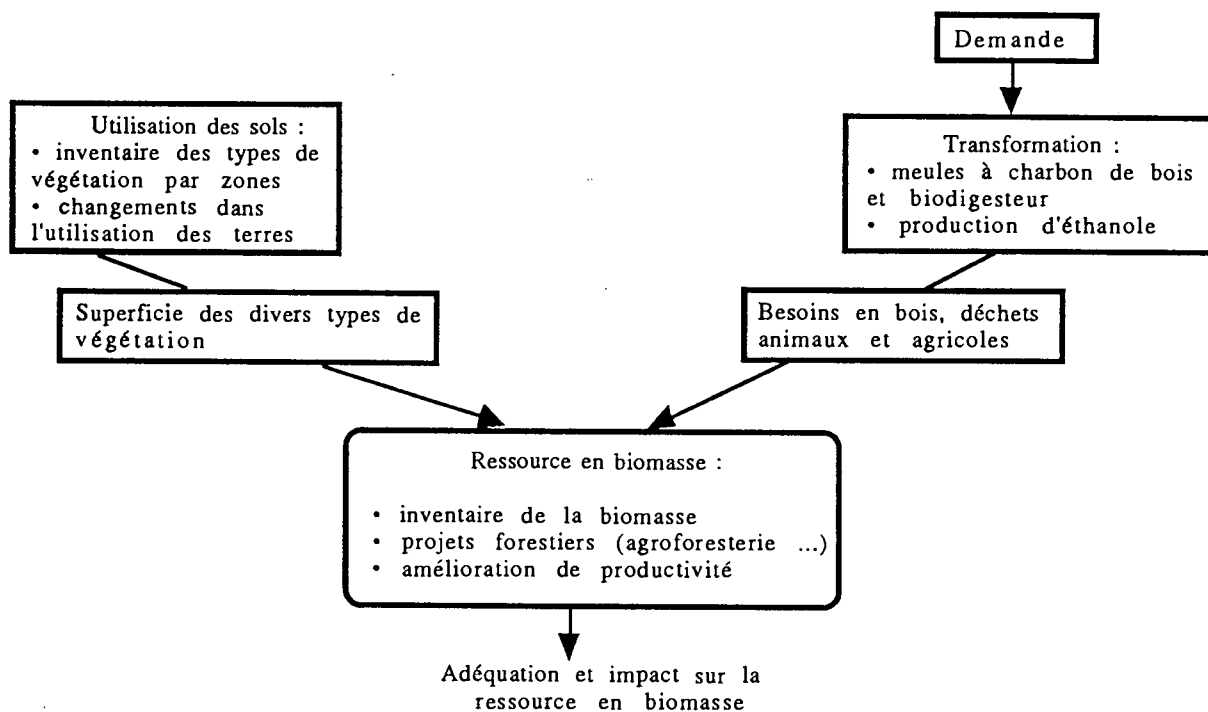 Demande
Utilisation des sols :
• inventaire des types de
végétation par zones
• changements dans
l'utilisation des terres
Transformation :
• meules à charbon de bois
et biodigesteur
• production d'éthanole
Superficie des divers types de
végétation
Besoins en bois, déchets
animaux et agricoles
Ressource en biomasse :
• inventaire de la biomasse
• projets forestiers (agroforesterie ...)
• amélioration de productivité
Adéquation et impact sur la
ressource en biomasse